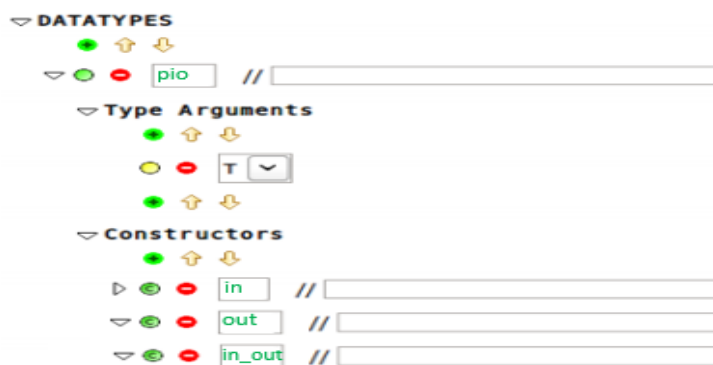 DATATYPES
pio //
Type Arguments
T
Constructors
in //
out //
in_out //